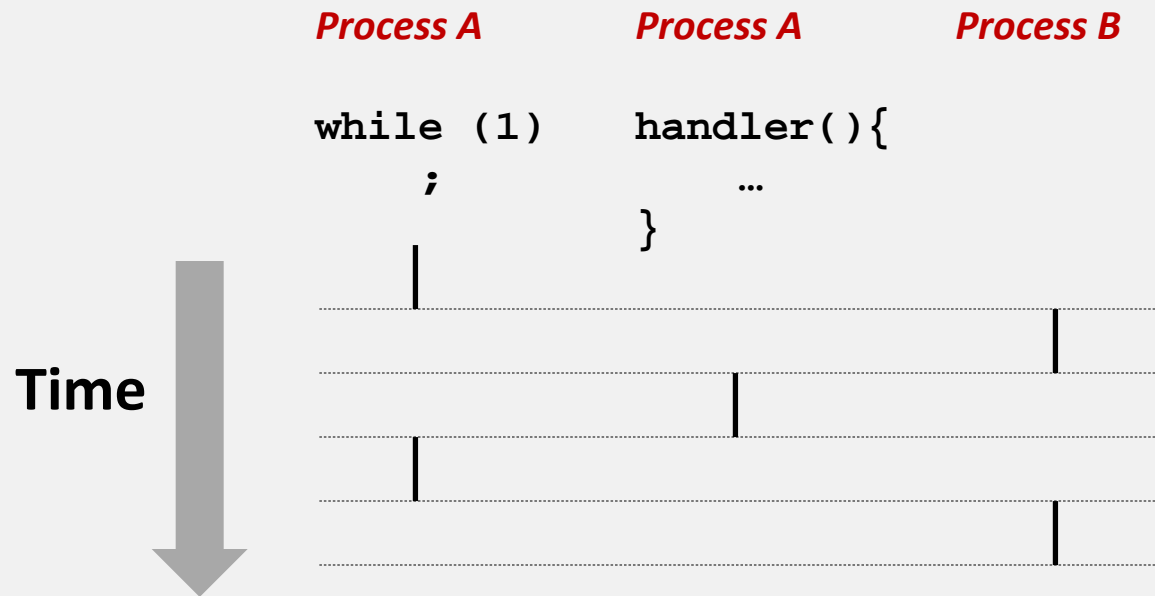 Process A Process A Process B
while (1) handler(){
; …
}
Time